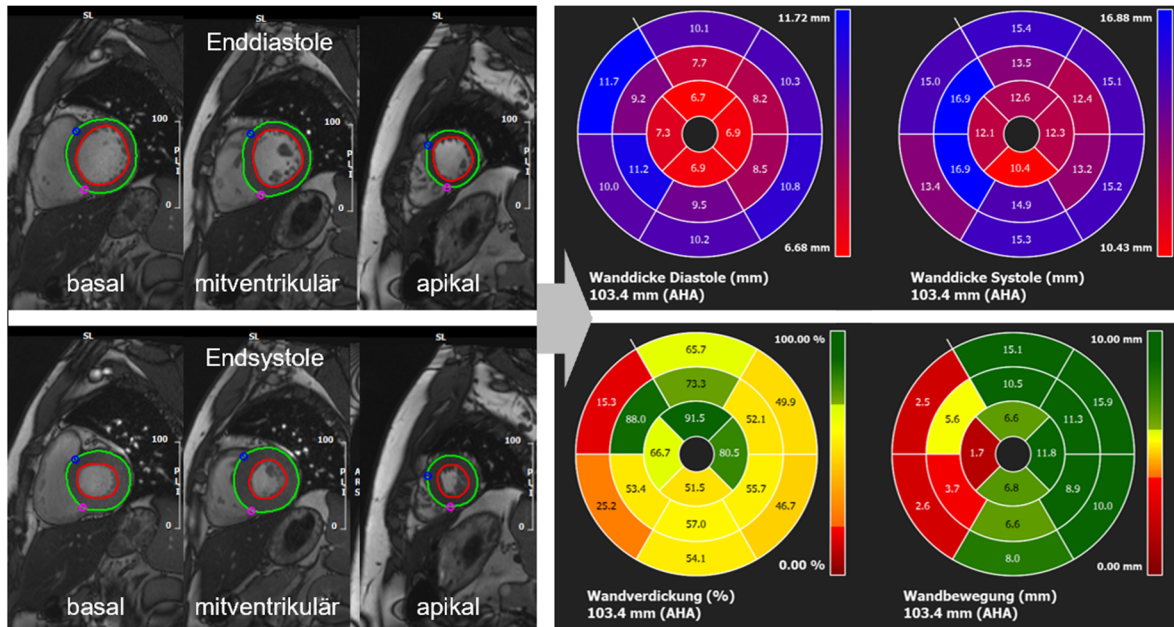 SL
Enddiastole
100
100
100
P
L
I
P
L
I
P
L
I
0
0
0
basal
mitventrikulär
apikal
SL
Endsystole
100
100
100
P
L
I
A
R
S
P
L
I
0
0
0
basal
mitventrikulär
apikal
11.72 mm
10.1
11.7
10.3
7.7
9.2
8.2
6.7
7.3
6.9
6.9
11.2
8.5
10.0
10.8
9.5
10.2
6.68 mm
Wanddicke Diastole (mm)
103.4 mm (AHA)
16.88 mm
15.4
15.0
15.1
13.5
16.9
12.4
12.6
12.1
12.3
10.4
16.9
13.2
13.4
15.2
14.9
15.3
10.43 mm
Wanddicke Systole (mm)
103.4 mm (AHA)
100.00 %
65.7
15.3
49.9
73.3
88.0
52.1
91.5
66.7
80.5
51.5
53.4
55.7
25.2
46.7
57.0
54.1
0.00 %
Wandverdickung (%)
103.4 mm (AHA)
10.00 mm
15.1
2.5
15.9
10.5
5.6
11.3
6.6
1.7
11.8
6.8
3.7
8.9
2.6
10.0
6.6
8.0
0.00 mm
Wandbewegung (mm)
103.4 mm (AHA)